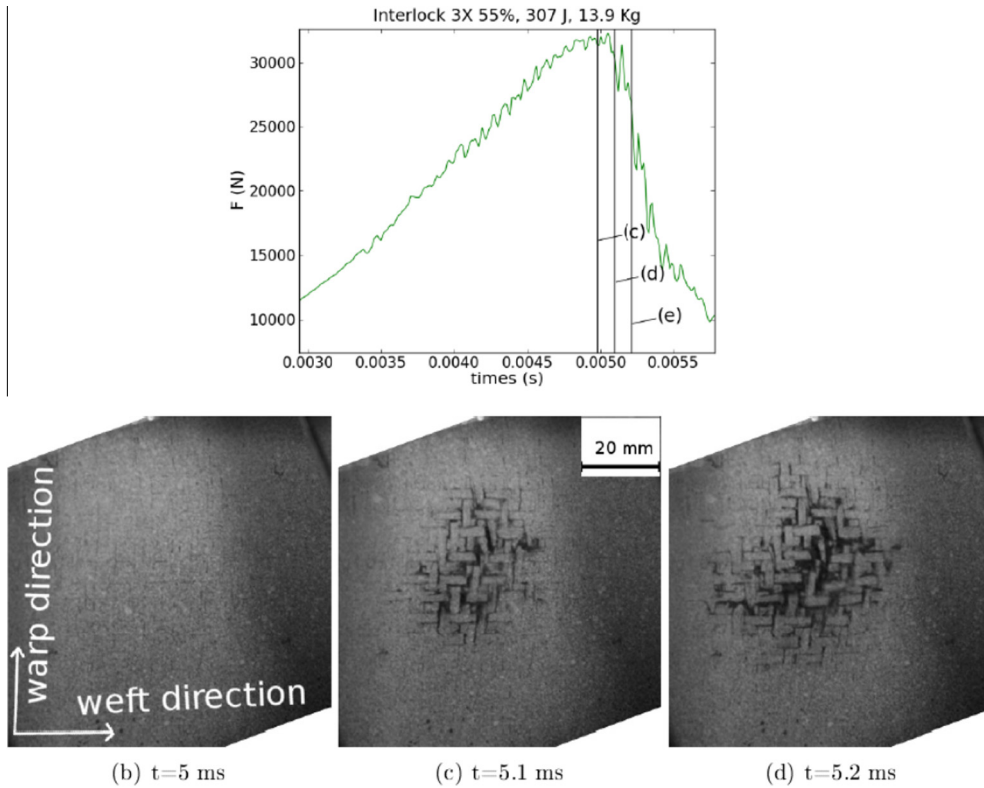 Interlock 3X 55%, 307 J, 13.9 Kg
F (N)
30000
25000
20000
15000
10000
(c)
(d)
(e)
0.0030 0.0035 0.0040 0.0045 0.0050 0.0055
times (s)
warp direction
weft direction
20 mm
(b) t=5 ms
(c) t=5.1 ms
(d) t=5.2 ms